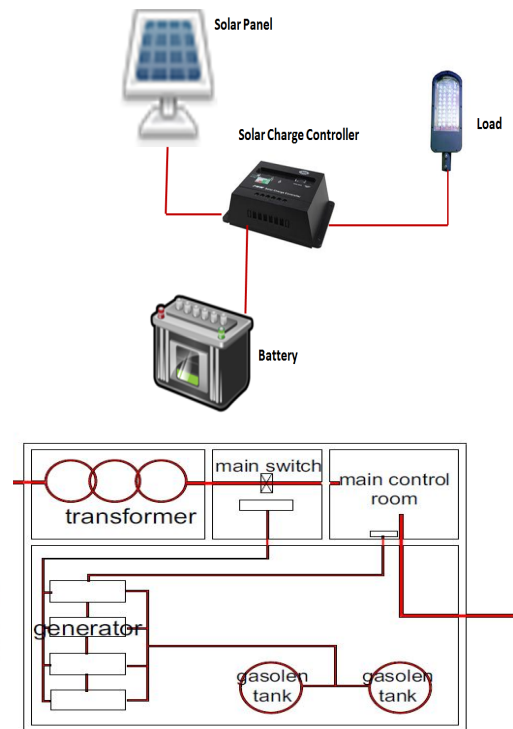 Solar Panel
Solar Charge Controller
Load
Battery
main switch
main control
room
transformer
generator
gasolen
tank
gasolen
tank